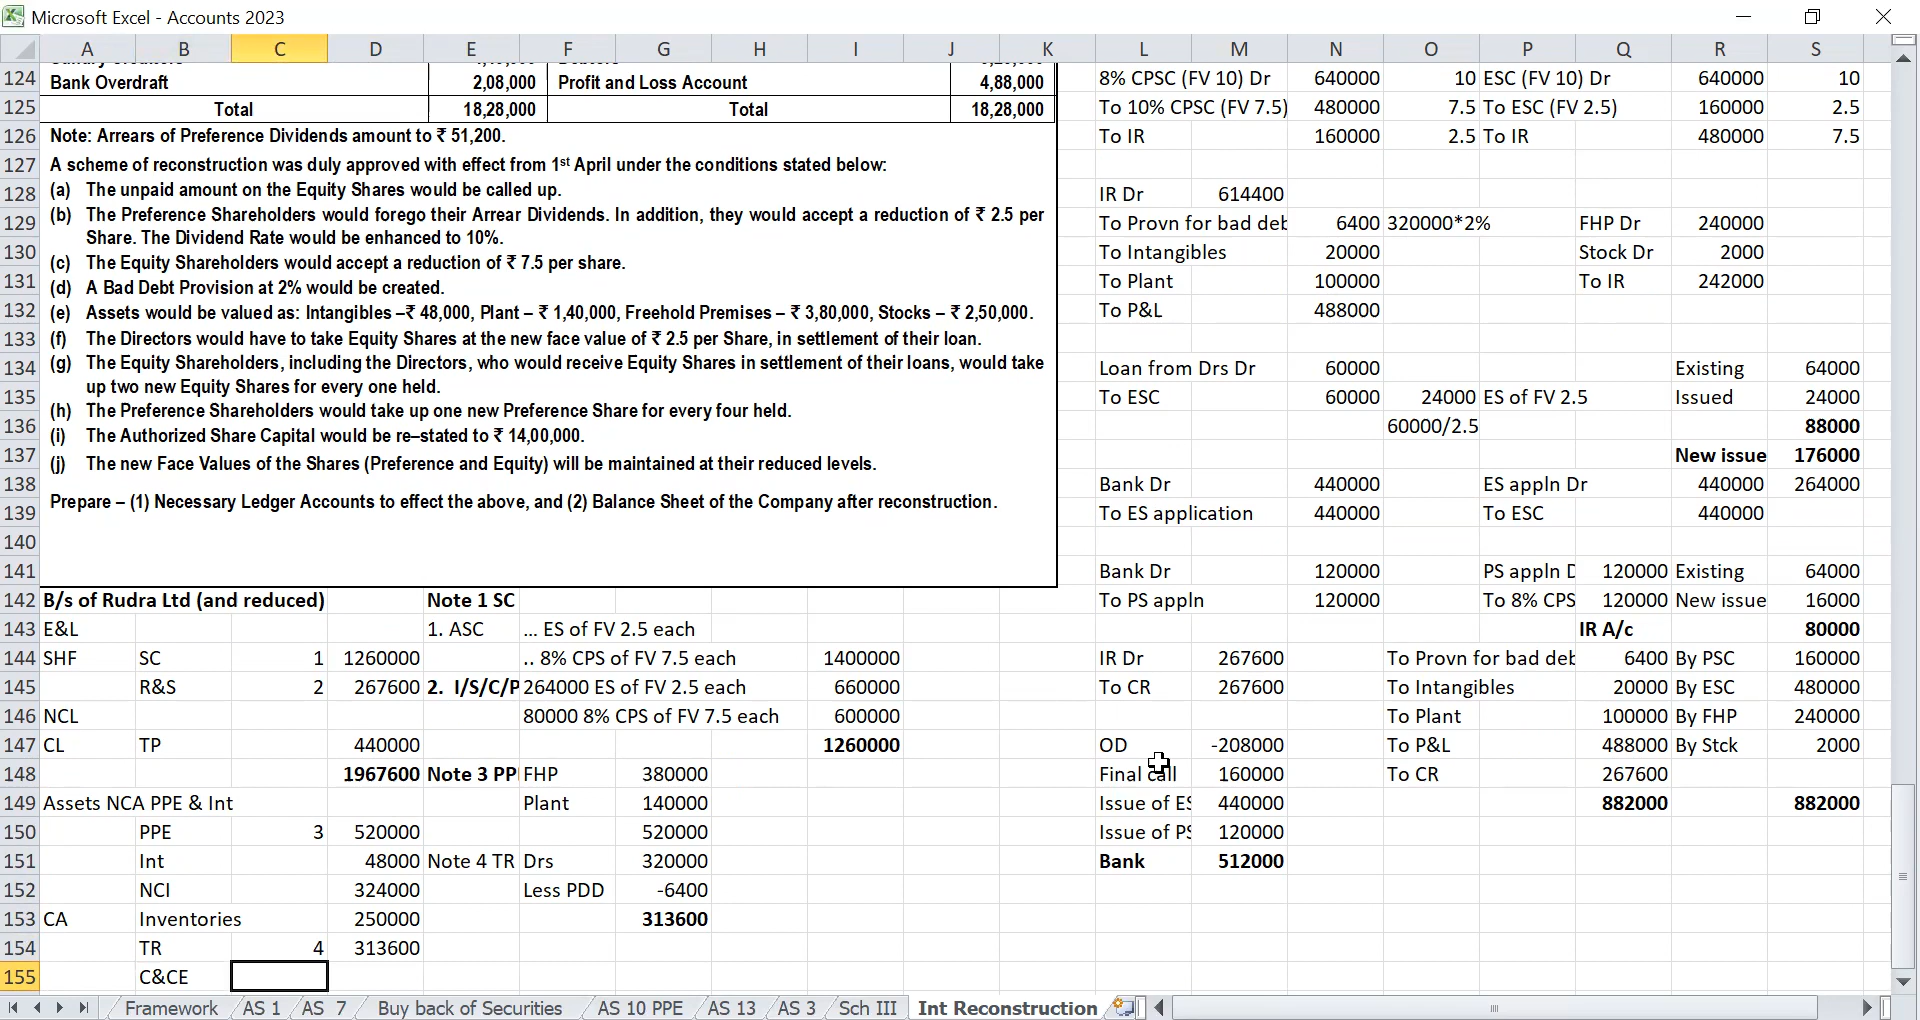 Microsoft Excel - Accounts 2023
A B C D E F G H I J K L M N O P Q R S
124 Bank Overdraft 2,08,000 Profit and Loss Account 4,88,000 8% CPSC (FV 10) Dr 640000 10 ESC (FV 10) Dr 640000 10
125 Total 18,28,000 Total 18,28,000 To 10% CPSC (FV 7.5) 480000 7.5 To ESC (FV 2.5) 160000 2.5
126 Note: Arrears of Preference Dividends amount to ₹ 51,200. To IR 160000 2.5 To IR 480000 7.5
127 A scheme of reconstruction was duly approved with effect from 1st April under the conditions stated below:
128 (a) The unpaid amount on the Equity Shares would be called up. IR Dr 614400
(b) The Preference Shareholders would forego their Arrear Dividends. In addition, they would accept a reduction of ₹ 2.5 per
129 Share. The Dividend Rate would be enhanced to 10%. To Provn for bad deb 6400 320000*2% FHP Dr 240000
130 (c) The Equity Shareholders would accept a reduction of ₹ 7.5 per share. To Intangibles 20000 Stock Dr 2000
131 (d) A Bad Debt Provision at 2% would be created. To Plant 100000 To IR 242000
132 (e) Assets would be valued as: Intangibles –₹ 48,000, Plant – ₹ 1,40,000, Freehold Premises – ₹ 3,80,000, Stocks – ₹ 2,50,000. To P&L 488000
133 (f) The Directors would have to take Equity Shares at the new face value of ₹ 2.5 per Share, in settlement of their loan.
134 (g) The Equity Shareholders, including the Directors, who would receive Equity Shares in settlement of their loans, would take Loan from Drs Dr 60000 Existing 64000
135 up two new Equity Shares for every one held. To ESC 60000 24000 ES of FV 2.5 Issued 24000
136 (h) The Preference Shareholders would take up one new Preference Share for every four held. 60000/2.5 88000
(i) The Authorized Share Capital would be re–stated to ₹ 14,00,000.
137 (j) The new Face Values of the Shares (Preference and Equity) will be maintained at their reduced levels. New issue 176000
138 Bank Dr 440000 ES appln Dr 440000 264000
139 Prepare – (1) Necessary Ledger Accounts to effect the above, and (2) Balance Sheet of the Company after reconstruction. To ES application 440000 To ESC 440000
140
141 Bank Dr 120000 PS appln D 120000 Existing 64000
142 B/s of Rudra Ltd (and reduced) Note 1 SC To PS appln 120000 To 8% CPS 120000 New issue 16000
143 E&L 1. ASC ... ES of FV 2.5 each IR A/c 80000
144 SHF SC 1 1260000 .. 8% CPS of FV 7.5 each 1400000 IR Dr 267600 To Provn for bad deb 6400 By PSC 160000
145 R&S 2 267600 2. I/S/C/P 264000 ES of FV 2.5 each 660000 To CR 267600 To Intangibles 20000 By ESC 480000
146 NCL 80000 8% CPS of FV 7.5 each 600000 To Plant 100000 By FHP 240000
147 CL TP 440000 1260000 OD -208000 To P&L 488000 By Stck 2000
148 1967600 Note 3 PP FHP 380000 Final call 160000 To CR 267600
149 Assets NCA PPE & Int Plant 140000 Issue of ES 440000 882000 882000
150 PPE 3 520000 520000 Issue of PS 120000
151 Int 48000 Note 4 TR Drs 320000 Bank 512000
152 NCI 324000 Less PDD -6400
153 CA Inventories 250000 313600
154 TR 4 313600
155 C&CE
Framework AS 1 AS 7 Buy back of Securities AS 10 PPE AS 13 AS 3 Sch III Int Reconstruction